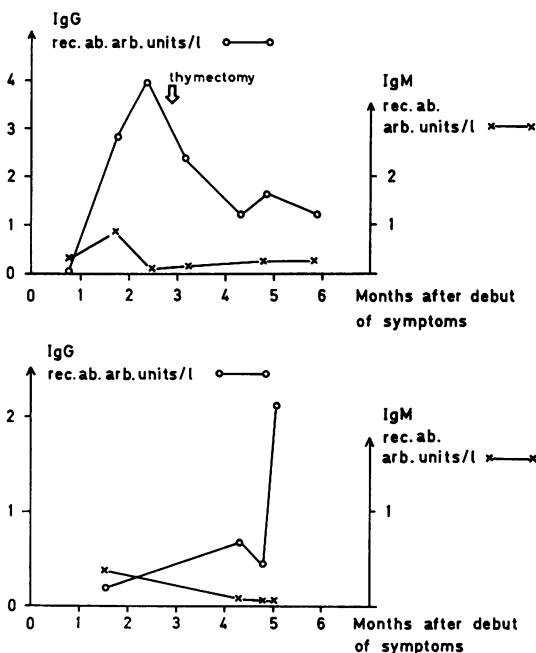 IgG
rec. ab. arb. units/l
thymectomy
IgM
rec. ab.
arb. units/l
4
3
2
1
0
2
1
0 1 2 3 4 5 6 Months after debut
of symptoms
IgG
rec. ab. arb. units/l
IgM
rec. ab.
arb. units/l
2
1
0
1
0 1 2 3 4 5 6 Months after debut
of symptoms